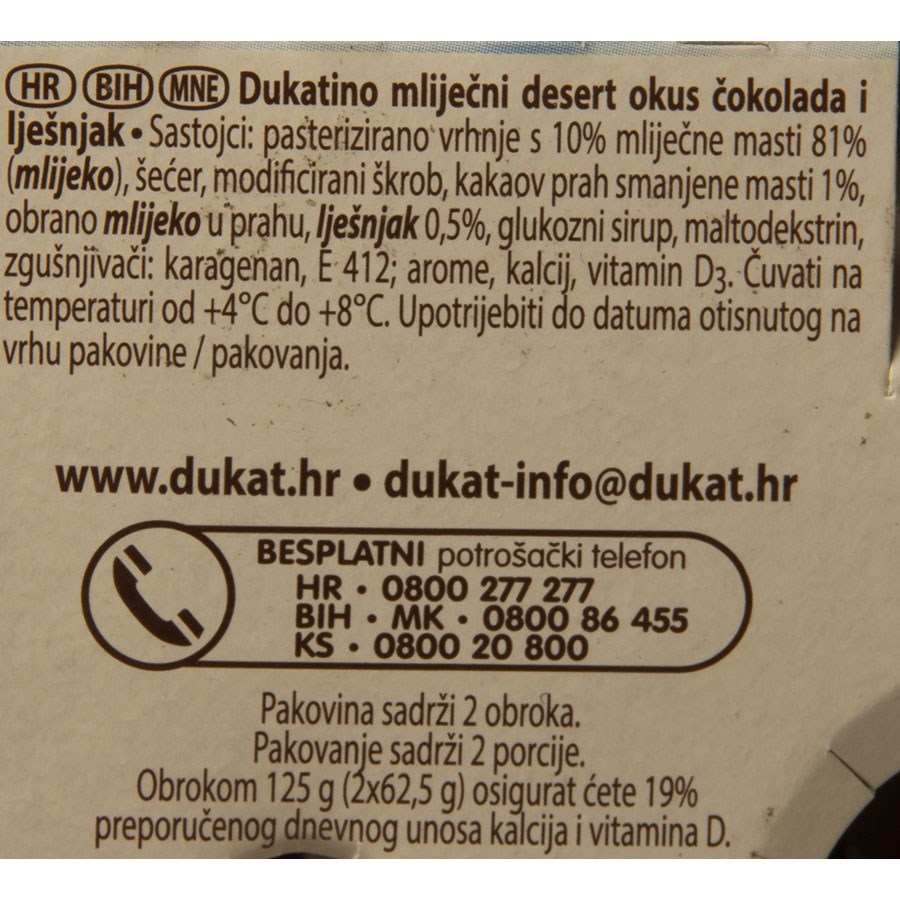 HR BIH MNE Dukatino mliječni desert okus čokolada i
lješnjak • Sastojci: pasterizirano vrhnje s 10% mliječne masti 81%
(mlijeko), šećer, modificirani škrob, kakaov prah smanjene masti 1%,
obrano mlijeko u prahu, lješnjak 0,5%, glukozni sirup, maltodekstrin,
zgušnjivači: karagenan, E 412; arome, kalcij, vitamin D3. Čuvati na
temperaturi od +4°C do +8°C. Upotrijebiti do datuma otisnutog na
vrhu pakovine / pakovanja.
www.dukat.hr • dukat-info@dukat.hr
BESPLATNI potrošački telefon
HR • 0800 277 277
BIH • MK • 0800 86 455
KS • 0800 20 800
Pakovina sadrži 2 obroka.
Pakovanje sadrži 2 porcije.
Obrokom 125 g (2x62,5 g) osigurat ćete 19%
preporučenog dnevnog unosa kalcija i vitamina D.